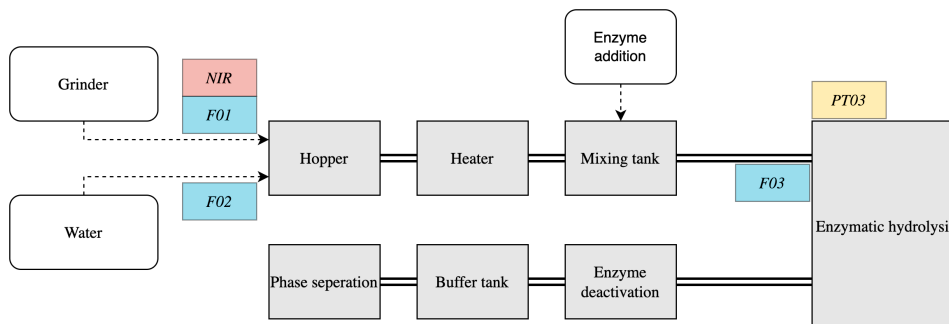 Enzyme
addition
Grinder
NIR
F01
PT03
Hopper
Heater
Mixing tank
F03
F02
Water
Enzymatic hydrolysi
Phase seperation
Buffer tank
Enzyme
deactivation